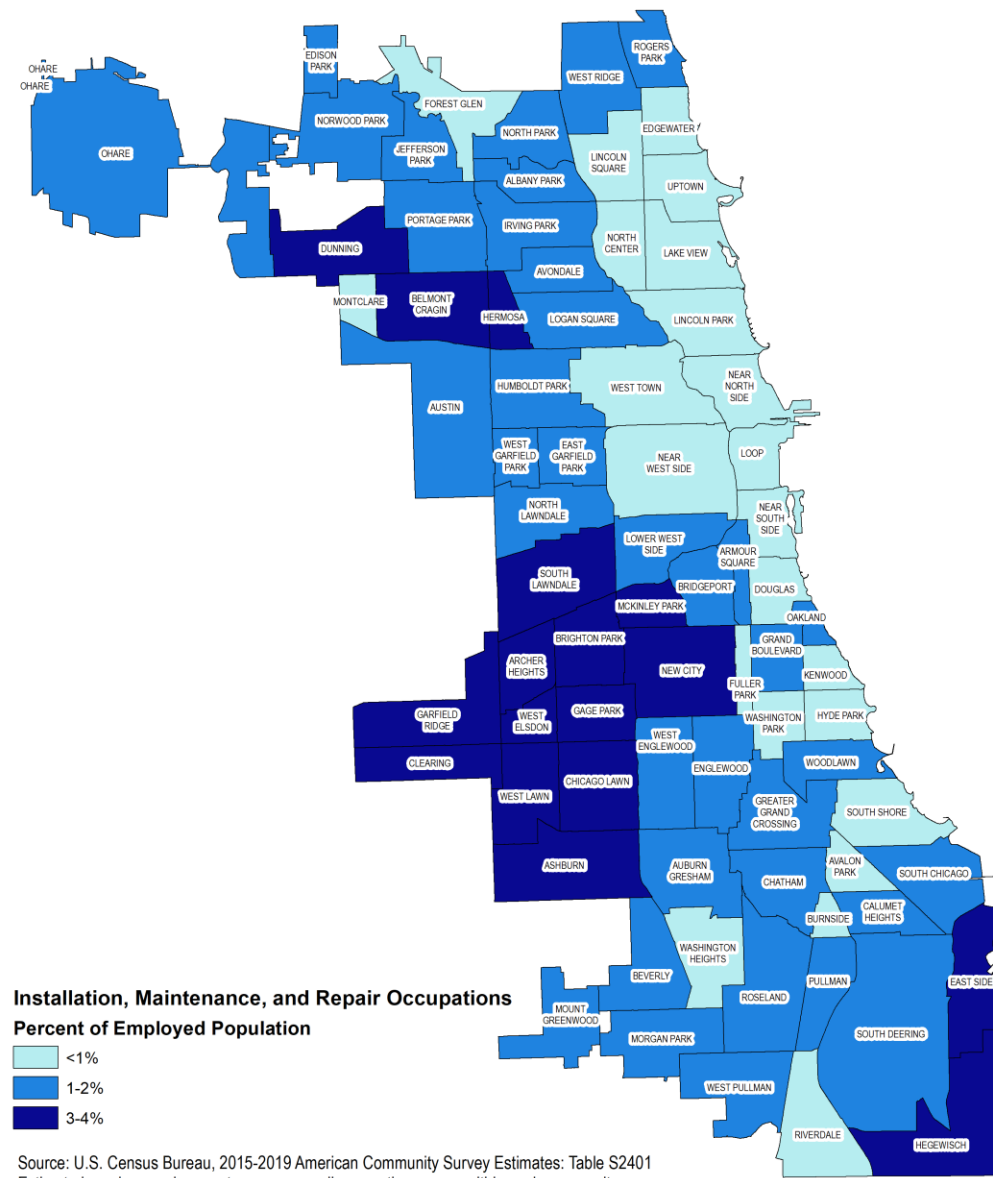 ROGERS
PARK
EDISON
PARK
OHARE
OHARE
WEST RIDGE
FOREST GLEN
NORWOOD PARK
EDGEWATER
NORTH PARK
OHARE
JEFFERSON
PARK
LINCOLN
SQUARE
ALBANY PARK
UPTOWN
PORTAGE PARK
IRVING PARK
NORTH
CENTER
DUNNING
LAKE VIEW
AVONDALE
MONTCLARE
BELMONT
CRAGIN
HERMOSA
LOGAN SQUARE
LINCOLN PARK
NEAR
NORTH
SIDE
HUMBOLDT PARK
WEST TOWN
AUSTIN
WEST
GARFIELD
PARK
EAST
GARFIELD
PARK
NEAR
WEST SIDE
LOOP
NORTH
LAWNDALE
NEAR
SOUTH
SIDE
LOWER WEST
SIDE
ARMOUR
SQUARE
SOUTH
LAWNDALE
BRIDGEPORT
DOUGLAS
MCKINLEY PARK
OAKLAND
BRIGHTON PARK
GRAND
BOULEVARD
ARCHER
HEIGHTS
NEW CITY
KENWOOD
FULLER
PARK
GARFIELD
RIDGE
WEST
ELSDON
GAGE PARK
WASHINGTON
PARK
HYDE PARK
WEST
ENGLEWOOD
CLEARING
ENGLEWOOD
WOODLAWN
CHICAGO LAWN
WEST LAWN
GREATER
GRAND
CROSSING
SOUTH SHORE
ASHBURN
AUBURN
GRESHAM
AVALON
PARK
CHATHAM
SOUTH CHICAGO
CALUMET
HEIGHTS
BURNSIDE
WASHINGTON
HEIGHTS
BEVERLY
PULLMAN
EAST SIDE
ROSELAND
MOUNT
GREENWOOD
SOUTH DEERING
MORGAN PARK
WEST PULLMAN
RIVERDALE
HEGEWISCH
Installation, Maintenance, and Repair Occupations
Percent of Employed Population
<1%
1-2%
3-4%
Source: U.S. Census Bureau, 2015-2019 American Community Survey Estimates: Table S2401